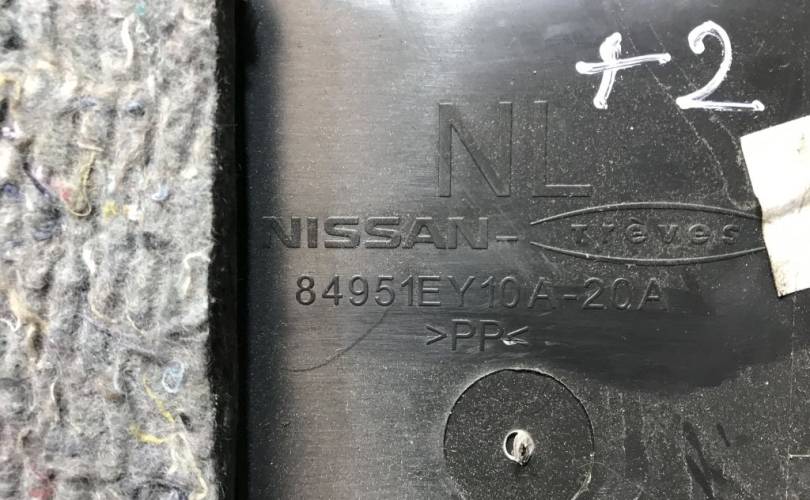 +2
NL
NISSAN- Trèves
84951EY10A-20A
>PP<